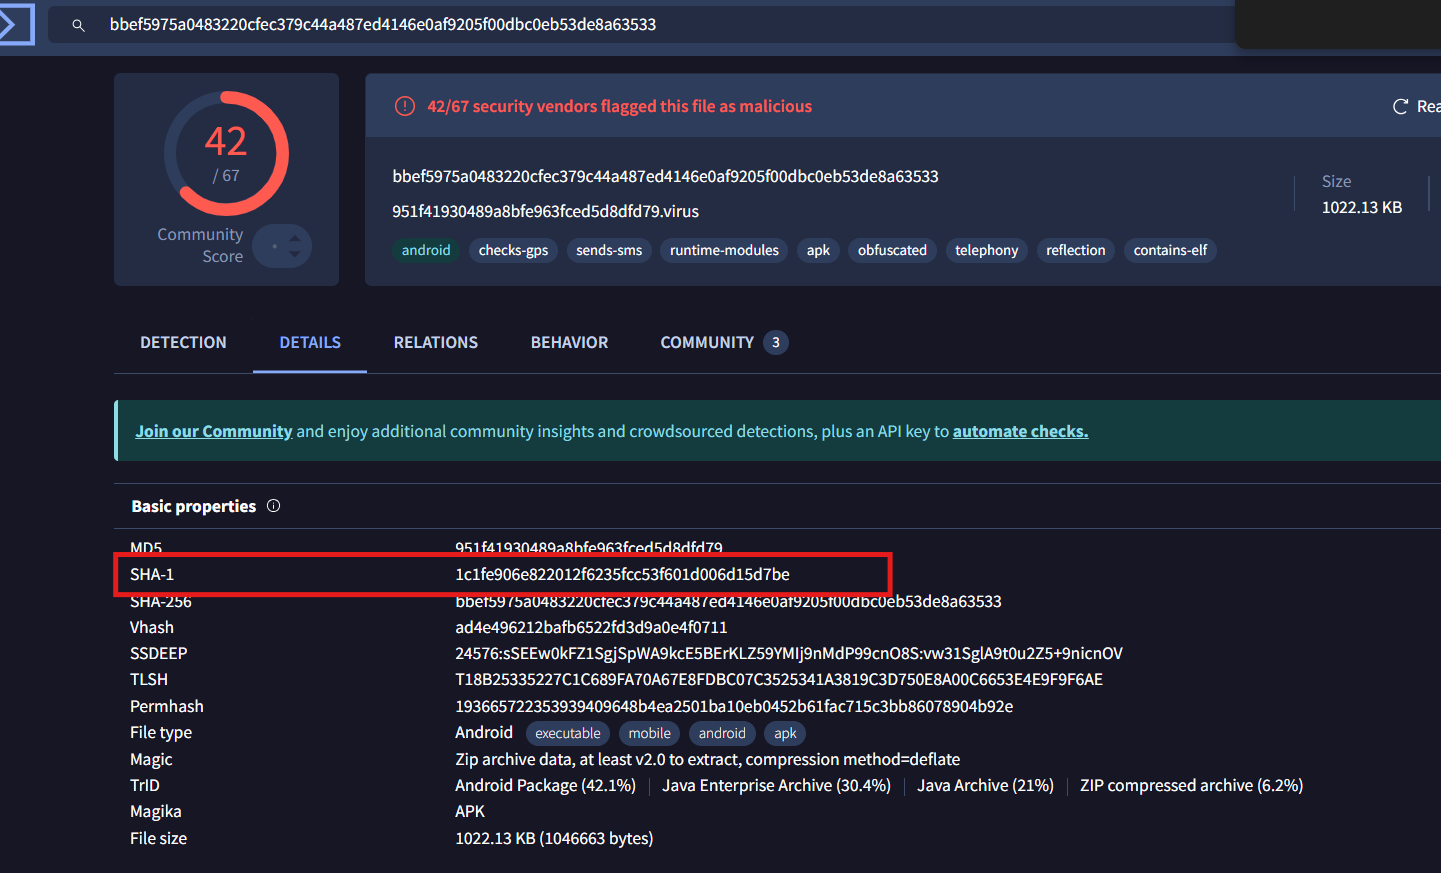 bbef5975a0483220cfec379c44a487ed4146e0af9205f00dbc0eb53de8a63533
42
/ 67
Community Score
42/67 security vendors flagged this file as malicious
Rea
bbef5975a0483220cfec379c44a487ed4146e0af9205f00dbc0eb53de8a63533
951f41930489a8bfe963fced5d8dfd79.virus
Size
1022.13 KB
android checks-gps sends-sms runtime-modules apk obfuscated telephony reflection contains-elf
DETECTION DETAILS RELATIONS BEHAVIOR COMMUNITY 3
Join our Community and enjoy additional community insights and crowdsourced detections, plus an API key to automate checks.
Basic properties
MD5 951f41930489a8bfe963fced5d8dfd79
SHA-1 1c1fe906e822012f6235fcc53f601d006d15d7be
SHA-256 bbef5975a0483220cfec379c44a487ed4146e0af9205f00dbc0eb53de8a63533
Vhash ad4e496212bafb6522fd3d9a0e4f0711
SSDEEP 24576:sSEEw0kFZ1SgjSpWA9kcE5BErKLZ59YMIj9nMdP99cnO8S:vw31SglA9t0u2Z5+9nicnOV
TLSH T18B25335227C1C689FA70A67E8FDBC07C3525341A3819C3D750E8A00C6653E4E9F9F6AE
Permhash 193665722353939409648b4ea2501ba10eb0452b61fac715c3bb86078904b92e
File type Android executable mobile android apk
Magic Zip archive data, at least v2.0 to extract, compression method=deflate
TrID Android Package (42.1%) | Java Enterprise Archive (30.4%) | Java Archive (21%) | ZIP compressed archive (6.2%)
Magika APK
File size 1022.13 KB (1046663 bytes)